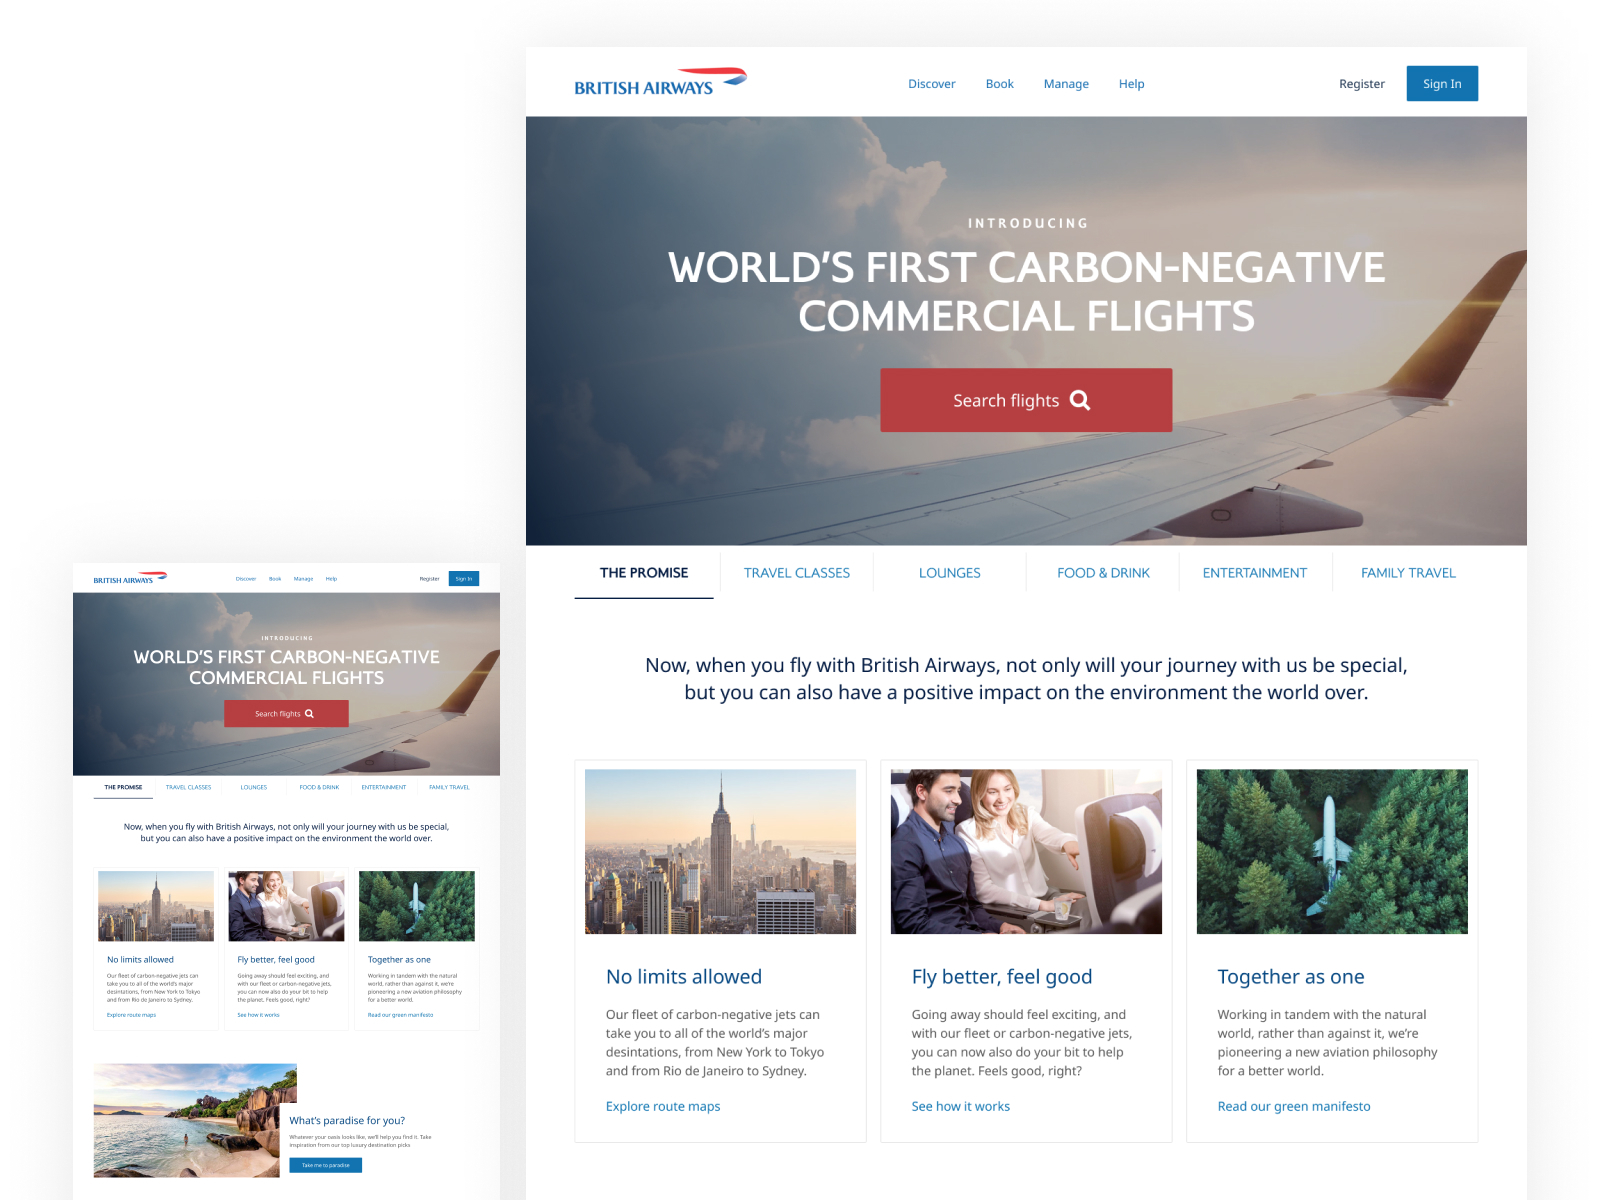 BRITISH AIRWAYS
Discover Book Manage Help
Register Sign In
INTRODUCING
WORLD'S FIRST CARBON-NEGATIVE
COMMERCIAL FLIGHTS
Search flights
THE PROMISE TRAVEL CLASSES LOUNGES FOOD & DRINK ENTERTAINMENT FAMILY TRAVEL
Now, when you fly with British Airways, not only will your journey with us be special,
but you can also have a positive impact on the environment the world over.
No limits allowed
Our fleet of carbon-negative jets can
take you to all of the world's major
desintations, from New York to Tokyo
and from Rio de Janeiro to Sydney.
Explore route maps
Fly better, feel good
Going away should feel exciting, and
with our fleet or carbon-negative jets,
you can now also do your bit to help
the planet. Feels good, right?
See how it works
Together as one
Working in tandem with the natural
world, rather than against it, we're
pioneering a new aviation philosophy
for a better world.
Read our green manifesto
BRITISH AIRWAYS
Discover Book Manage Help
Register Sign In
INTRODUCING
WORLD'S FIRST CARBON-NEGATIVE
COMMERCIAL FLIGHTS
Search flights
THE PROMISE TRAVEL CLASSES LOUNGES FOOD & DRINK ENTERTAINMENT FAMILY TRAVEL
Now, when you fly with British Airways, not only will your journey with us be special,
but you can also have a positive impact on the environment the world over.
No limits allowed
Our fleet of carbon-negative jets can
take you to all of the world's major
desintations, from New York to Tokyo
and from Rio de Janeiro to Sydney.
Explore route maps
Fly better, feel good
Going away should feel exciting, and
with our fleet or carbon-negative jets,
you can now also do your bit to help
the planet. Feels good, right?
See how it works
Together as one
Working in tandem with the natural
world, rather than against it, we're
pioneering a new aviation philosophy
for a better world.
Read our green manifesto
What's paradise for you?
Whatever your oasis looks like, we'll help you find it. Take
inspiration from our top luxury destination picks
Take me to paradise